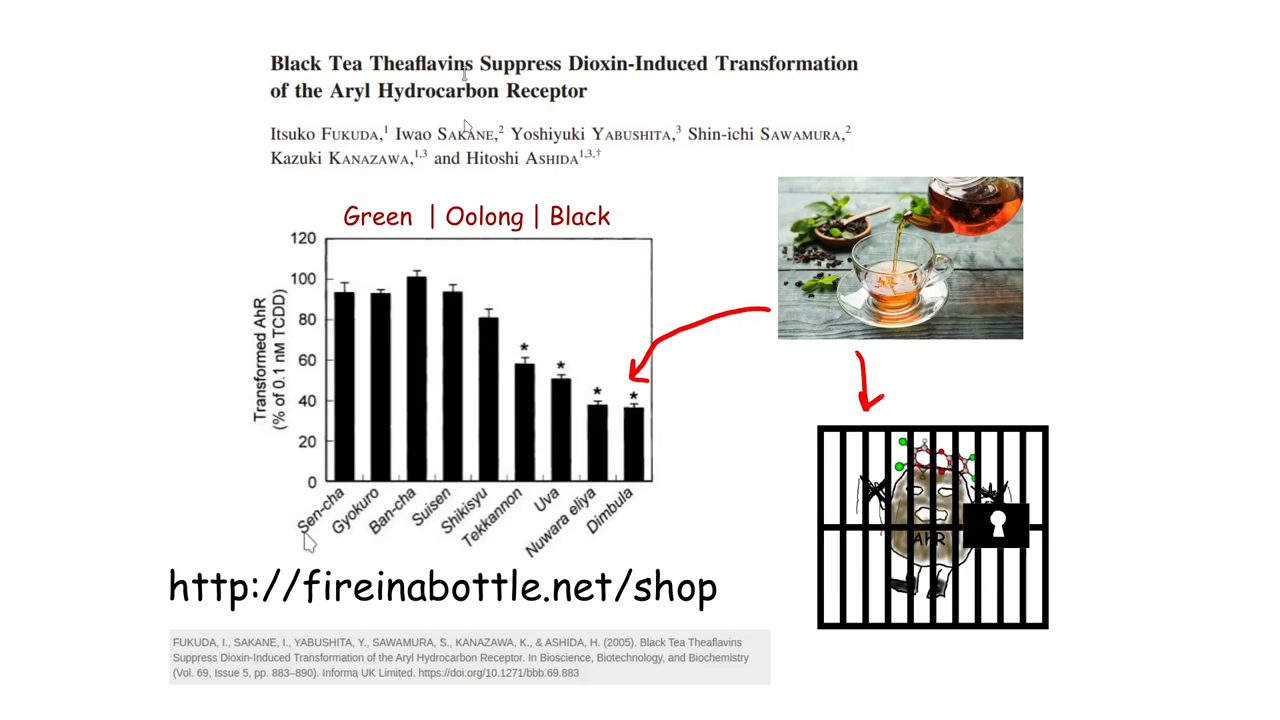 Black Tea Theaflavins Suppress Dioxin-Induced Transformation
of the Aryl Hydrocarbon Receptor
Itsuko FUKUDA,1 Iwao SAKANE,2 Yoshiyuki YABUSHITA,3 Shin-ichi SAWAMURA,2
Kazuki KANAZAWA,1,3 and Hitoshi ASHIDA1,3,†
Green | Oolong | Black
120
100
80
60
40
20
0
Transformed AhR
(% of 0.1 nM TCDD)
* * * *
Sen-cha
Gyokuro
Ban-cha
Suisen
Shikisyu
Tekkannon
Uva
Nuwara eliya
Dimbula
AhR
http://fireinabottle.net/shop
FUKUDA, I., SAKANE, I., YABUSHITA, Y., SAWAMURA, S., KANAZAWA, K., & ASHIDA, H. (2005). Black Tea Theaflavins
Suppress Dioxin-Induced Transformation of the Aryl Hydrocarbon Receptor. In Bioscience, Biotechnology, and Biochemistry
(Vol. 69, Issue 5, pp. 883–890). Informa UK Limited. https://doi.org/10.1271/bbb.69.883